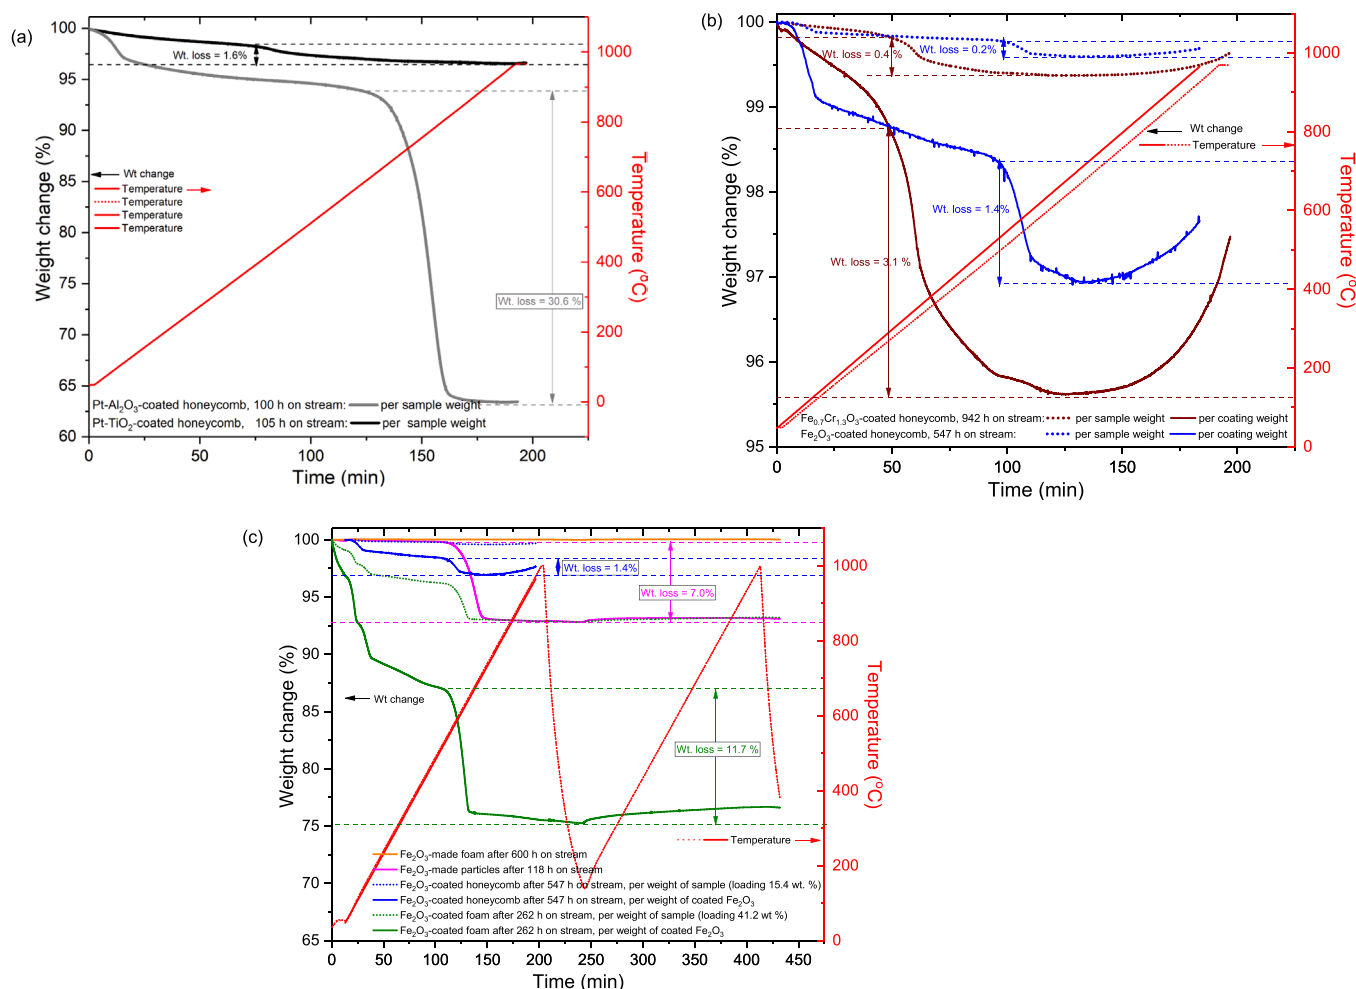 (a)
Weight change (%)
100
95
90
85
80
75
70
65
60
0
50
100
150
200
Time (min)
Temperature (°C)
1000
800
600
400
200
0
Wt. loss = 1.6%
Wt change
Temperature
Temperature
Temperature
Temperature
Wt. loss = 30.6 %
Pt-Al₂O₃-coated honeycomb, 100 h on stream: per sample weight
Pt-TiO₂-coated honeycomb, 105 h on stream: per sample weight
(b)
Weight change (%)
100
99
98
97
96
95
0
50
100
150
200
Time (min)
Temperature (°C)
1000
800
600
400
200
0
Wt. loss = 0.4 %
Wt. loss = 0.2%
Wt change
Temperature
Wt. loss = 1.4%
Wt. loss = 3.1 %
Fe₀.₇Cr₁.₃O₃-coated honeycomb, 942 h on stream: per sample weight per coating weight
Fe₂O₃-coated honeycomb, 547 h on stream: per sample weight per coating weight
(c)
Weight change (%)
100
95
90
85
80
75
70
65
0
50
100
150
200
250
300
350
400
450
Time (min)
Temperature (°C)
1000
800
600
400
200
0
Wt. loss = 1.4%
Wt. loss = 7.0%
Wt change
Wt. loss = 11.7 %
Temperature
Fe₂O₃-made foam after 600 h on stream
Fe₂O₃-made particles after 118 h on stream
Fe₂O₃-coated honeycomb after 547 h on stream, per weight of sample (loading 15.4 wt. %)
Fe₂O₃-coated honeycomb after 547 h on stream, per weight of coated Fe₂O₃
Fe₂O₃-coated foam after 262 h on stream, per weight of sample (loading 41.2 wt %)
Fe₂O₃-coated foam after 262 h on stream, per weight of coated Fe₂O₃